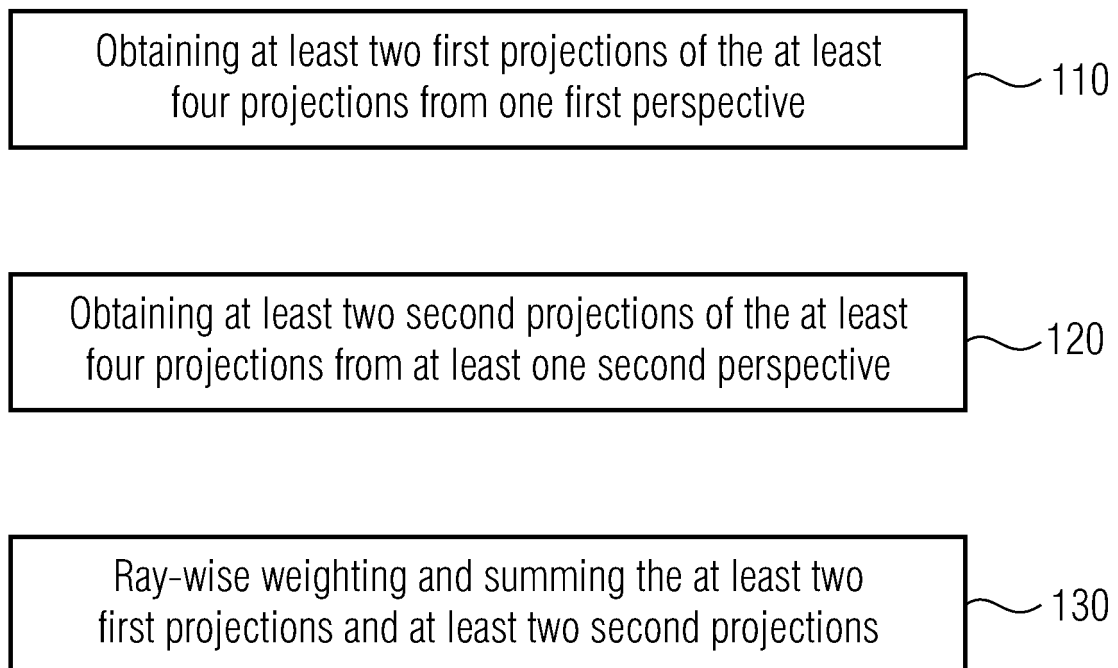 Obtaining at least two first projections of the at least
four projections from one first perspective
110
Obtaining at least two second projections of the at least
four projections from at least one second perspective
120
Ray-wise weighting and summing the at least two
first projections and at least two second projections
130